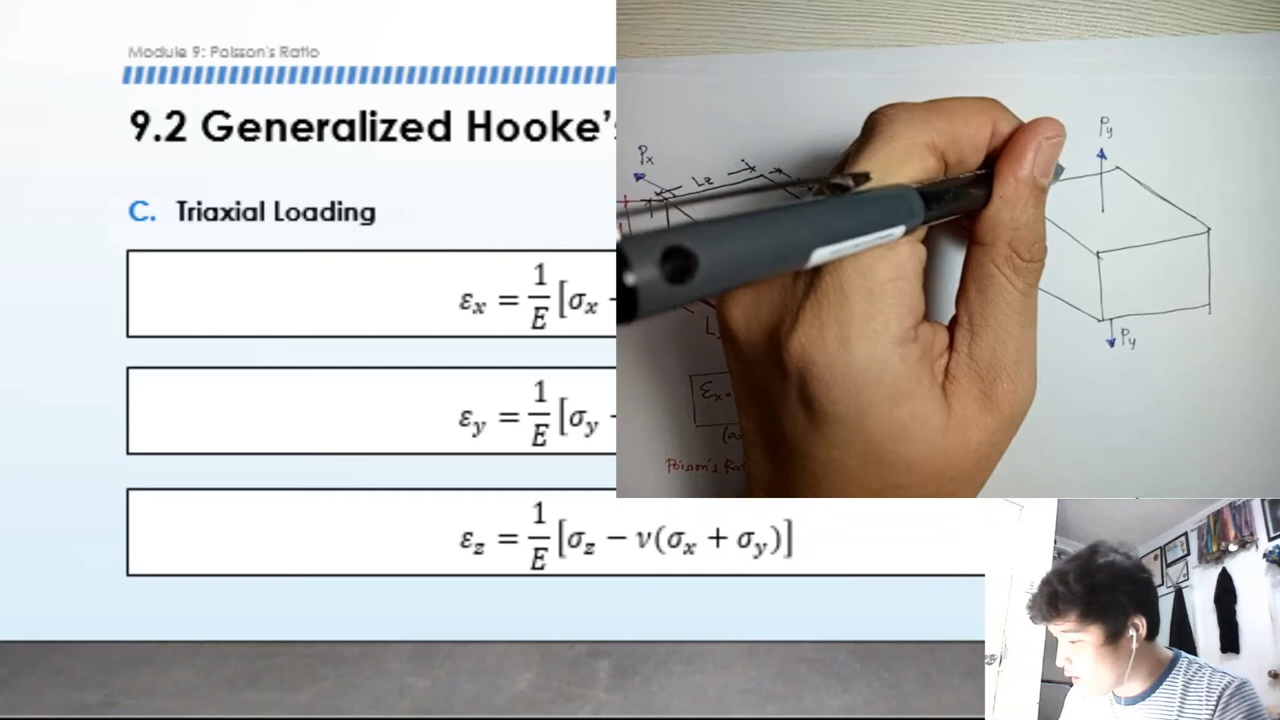 Module 9: Poisson's Ratio
9.2 Generalized Hooke's
C. Triaxial Loading
εx = 1/E [σx -
εy = 1/E [σy -
εz = 1/E [σz − ν(σx + σy)]
Px
Lz
Py
L
Py
εx=
(a
Poisson's Ra